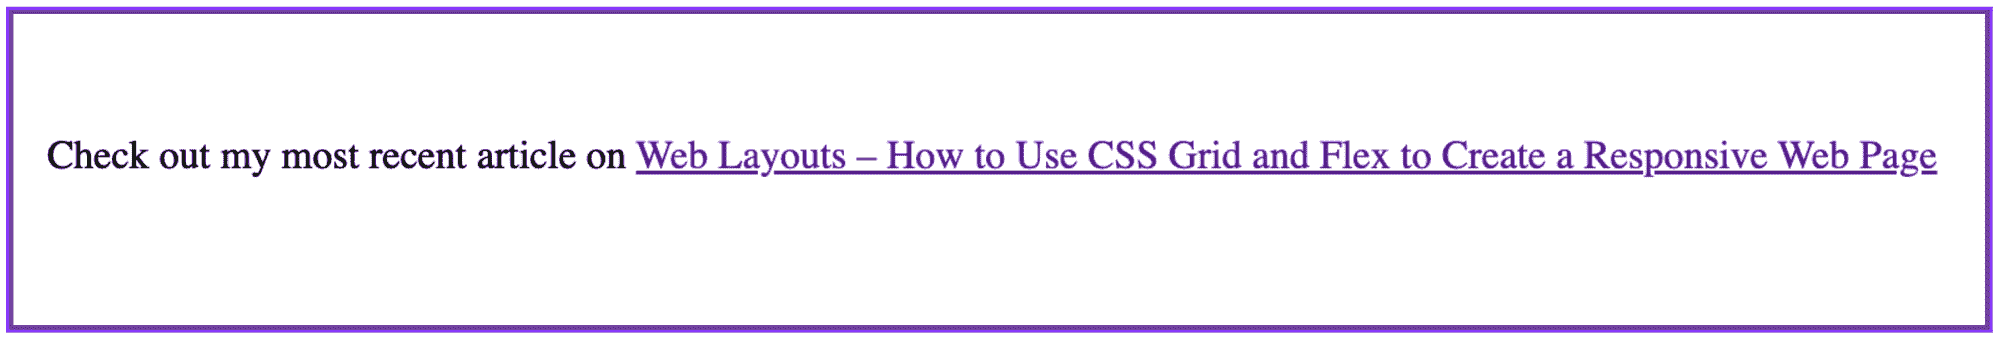 Check out my most recent article on Web Layouts – How to Use CSS Grid and Flex to Create a Responsive Web Page